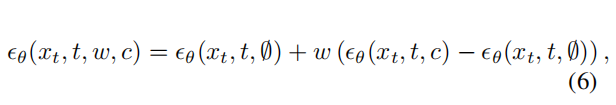 ϵθ(xt, t, w, c) = ϵθ(xt, t, ∅) + w (ϵθ(xt, t, c) − ϵθ(xt, t, ∅)) ,
(6)